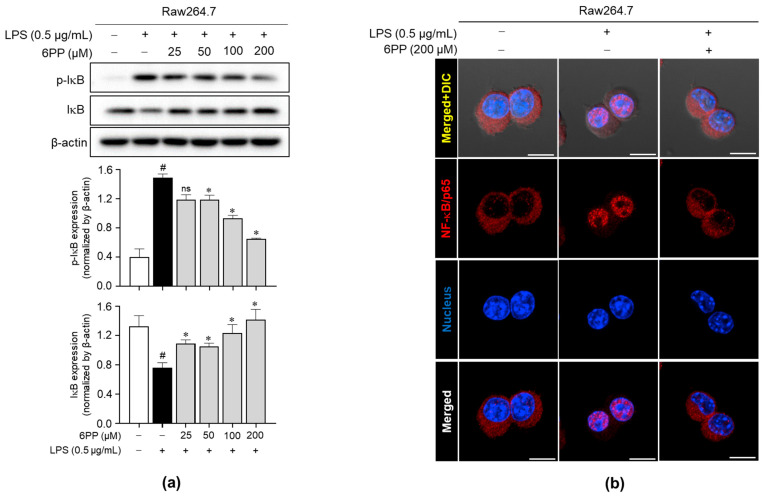 Raw264.7
LPS (0.5 µg/mL) – + + + + +
6PP (µM) – – 25 50 100 200
p-IκB
IκB
β-actin
p-IκB expression
(normalized by β-actin)
1.6
1.2
0.8
0.4
0.0
# ns * * *
IκB expression
(normalized by β-actin)
1.6
1.2
0.8
0.4
0.0
# * * * *
6PP (µM) – – 25 50 100 200
LPS (0.5 µg/mL) – + + + + +
(a)
Raw264.7
LPS (0.5 µg/mL) – + +
6PP (200 µM) – – +
Merged+DIC
NF-κB/p65
Nucleus
Merged
(b)